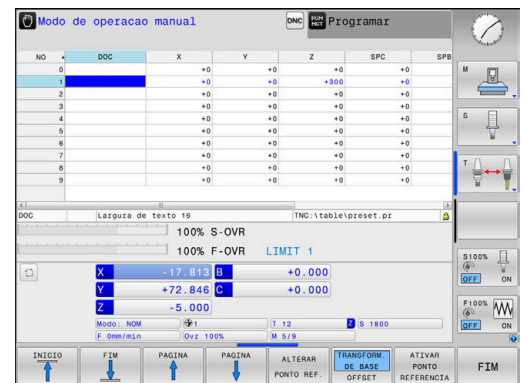 Modo de operacao manual DNC PGM MGT Programar
NO DOC X Y Z SPC SPB
0 +0 +0 +0 +0
1 +0 +0 +300 +0
2 +0 +0 +0 +0
3 +0 +0 +0 +0
4 +0 +0 +0 +0
5 +0 +0 +0 +0
6 +0 +0 +0 +0
7 +0 +0 +0 +0
8 +0 +0 +0 +0
9 +0 +0 +0 +0
DOC Largura de texto 16 TNC:\table\preset.pr
100% S-OVR
100% F-OVR LIMIT 1
X -17.813 B +0.000
Y +72.846 C +0.000
Z -5.000
Modo: NOM 1 T 12 Z S 1800
F 0mm/min Ovr 100% M 5/9
M
S
T
S100%
OFF ON
F100%
OFF ON
INICIO
FIM
PAGINA
PAGINA
ALTERAR
PONTO REF.
TRANSFORM.
DE BASE
OFFSET
ATIVAR
PONTO
REFERENCIA
FIM